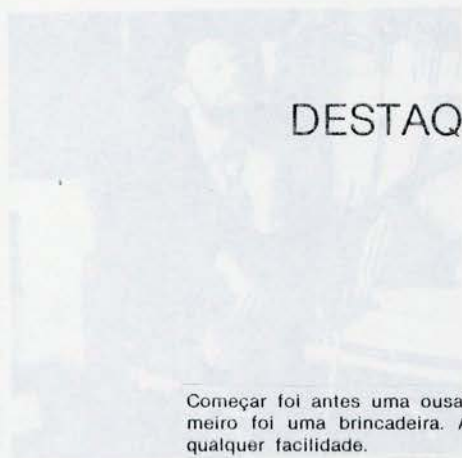 DESTAQ
Começar foi antes uma ousa
meiro foi uma brincadeira. A
qualquer facilidade.